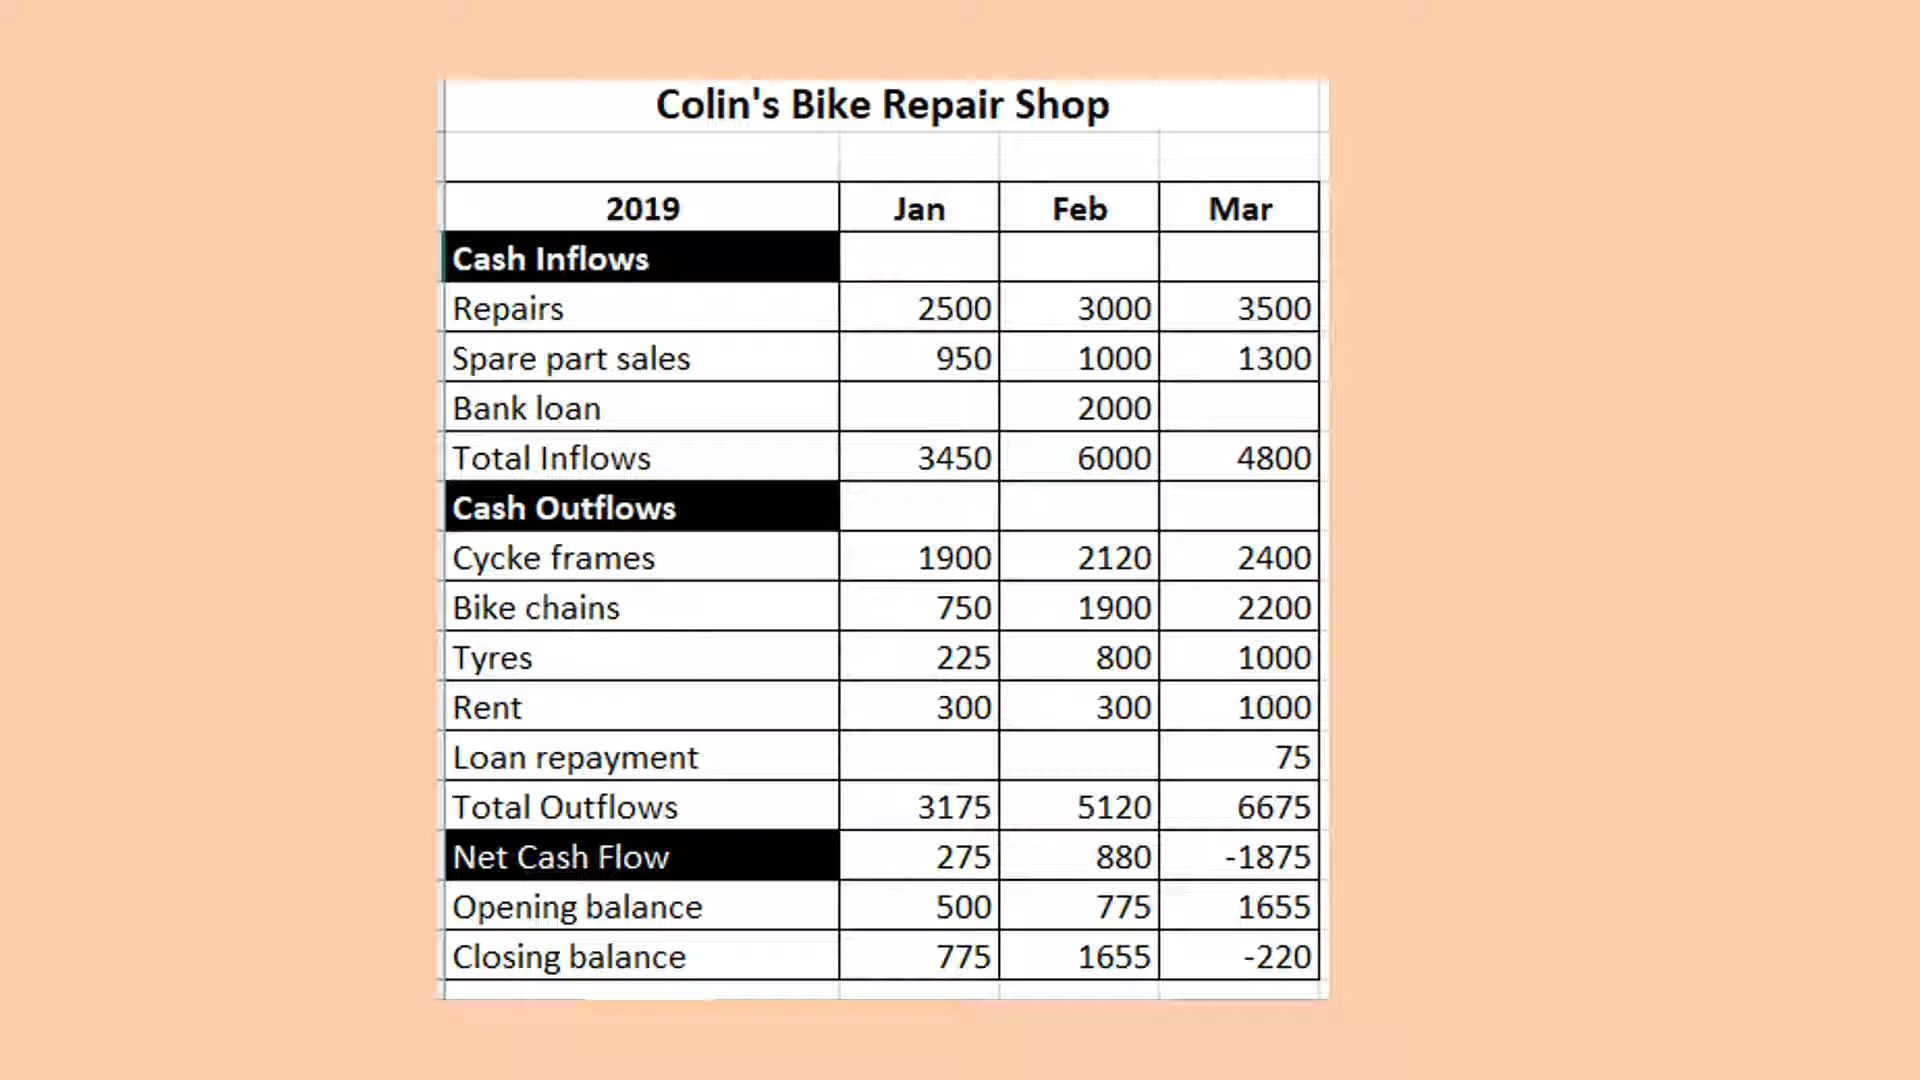 Colin's Bike Repair Shop
2019 Jan Feb Mar
Cash Inflows
Repairs 2500 3000 3500
Spare part sales 950 1000 1300
Bank loan 2000
Total Inflows 3450 6000 4800
Cash Outflows
Cycke frames 1900 2120 2400
Bike chains 750 1900 2200
Tyres 225 800 1000
Rent 300 300 1000
Loan repayment 75
Total Outflows 3175 5120 6675
Net Cash Flow 275 880 -1875
Opening balance 500 775 1655
Closing balance 775 1655 -220